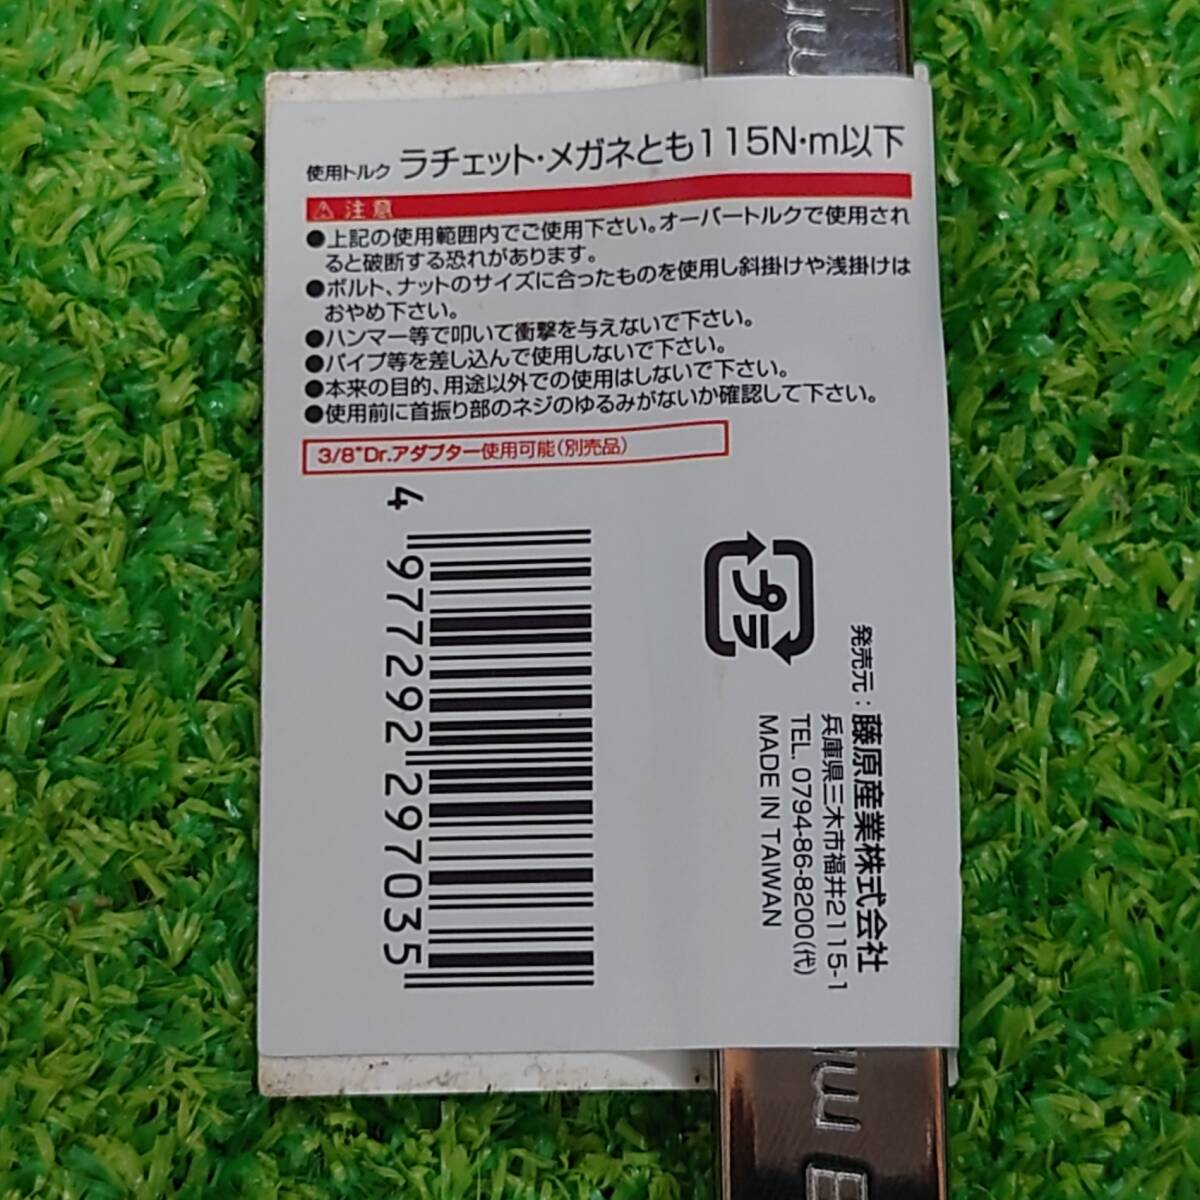 使用トルク ラチェット・メガネとも115N・m以下
⚠ 注意
●上記の使用範囲内でご使用下さい。オーバートルクで使用され
ると破断する恐れがあります。
●ボルト、ナットのサイズに合ったものを使用し斜掛けや浅掛けは
おやめ下さい。
●ハンマー等で叩いて衝撃を与えないで下さい。
●パイプ等を差し込んで使用しないで下さい。
●本来の目的、用途以外での使用はしないで下さい。
●使用前に首振り部のネジのゆるみがないか確認して下さい。
3/8"Dr.アダプター使用可能(別売品)
4 977292 297035
プラ
発売元:藤原産業株式会社
兵庫県三木市福井2115-1
TEL. 0794-86-8200(代)
MADE IN TAIWAN